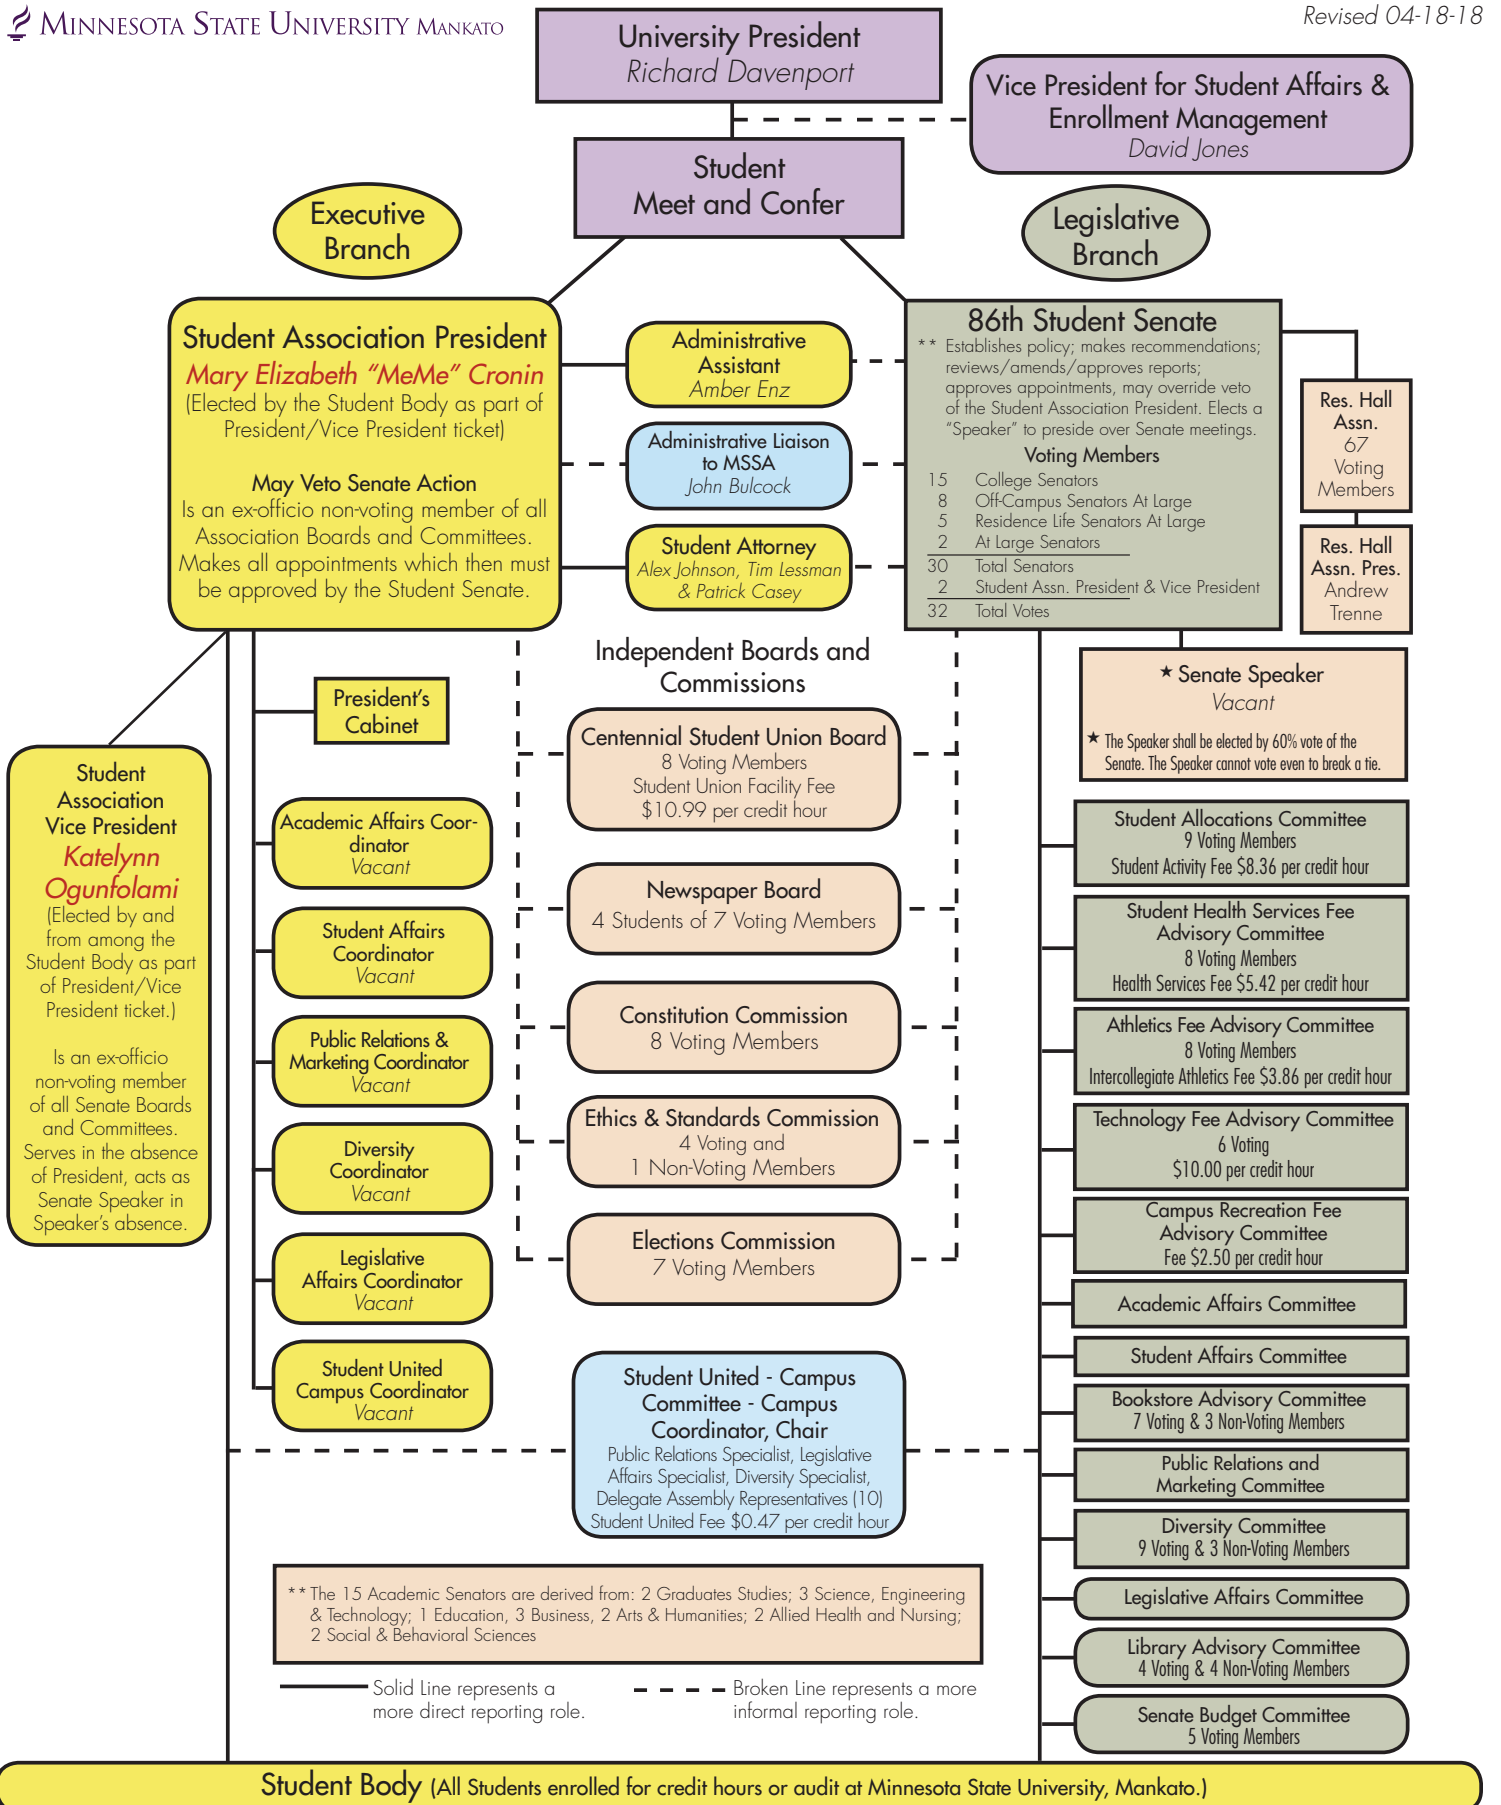 MINNESOTA STATE UNIVERSITY MANKATO
Revised 04-18-18
University President
Richard Davenport
Vice President for Student Affairs &
Enrollment Management
David Jones
Student
Meet and Confer
Executive
Branch
Legislative
Branch
Student Association President
Mary Elizabeth “MeMe” Cronin
(Elected by the Student Body as part of
President/Vice President ticket)
May Veto Senate Action
Is an ex-officio non-voting member of all
Association Boards and Committees.
Makes all appointments which then must
be approved by the Student Senate.
Administrative
Assistant
Amber Enz
Administrative Liaison
to MSSA
John Bulcock
Student Attorney
Alex Johnson, Tim Lessman
& Patrick Casey
86th Student Senate
** Establishes policy; makes recommendations;
reviews/amends/approves reports;
approves appointments, may override veto
of the Student Association President. Elects a
“Speaker” to preside over Senate meetings.
Voting Members
15 College Senators
8 Off-Campus Senators At Large
5 Residence Life Senators At Large
2 At Large Senators
30 Total Senators
2 Student Assn. President & Vice President
32 Total Votes
Res. Hall
Assn.
67
Voting
Members
Res. Hall
Assn. Pres.
Andrew
Trenne
★ Senate Speaker
Vacant
★ The Speaker shall be elected by 60% vote of the
Senate. The Speaker cannot vote even to break a tie.
President’s
Cabinet
Student
Association
Vice President
Katelynn
Ogunfolami
(Elected by and
from among the
Student Body as part
of President/Vice
President ticket.)
Is an ex-officio
non-voting member
of all Senate Boards
and Committees.
Serves in the absence
of President, acts as
Senate Speaker in
Speaker’s absence.
Academic Affairs Coor-
dinator
Vacant
Student Affairs
Coordinator
Vacant
Public Relations &
Marketing Coordinator
Vacant
Diversity
Coordinator
Vacant
Legislative
Affairs Coordinator
Vacant
Student United
Campus Coordinator
Vacant
Independent Boards and
Commissions
Centennial Student Union Board
8 Voting Members
Student Union Facility Fee
$10.99 per credit hour
Newspaper Board
4 Students of 7 Voting Members
Constitution Commission
8 Voting Members
Ethics & Standards Commission
4 Voting and
1 Non-Voting Members
Elections Commission
7 Voting Members
Student United - Campus
Committee - Campus
Coordinator, Chair
Public Relations Specialist, Legislative
Affairs Specialist, Diversity Specialist,
Delegate Assembly Representatives (10)
Student United Fee $0.47 per credit hour
Student Allocations Committee
9 Voting Members
Student Activity Fee $8.36 per credit hour
Student Health Services Fee
Advisory Committee
8 Voting Members
Health Services Fee $5.42 per credit hour
Athletics Fee Advisory Committee
8 Voting Members
Intercollegiate Athletics Fee $3.86 per credit hour
Technology Fee Advisory Committee
6 Voting
$10.00 per credit hour
Campus Recreation Fee
Advisory Committee
Fee $2.50 per credit hour
Academic Affairs Committee
Student Affairs Committee
Bookstore Advisory Committee
7 Voting & 3 Non-Voting Members
Public Relations and
Marketing Committee
Diversity Committee
9 Voting & 3 Non-Voting Members
Legislative Affairs Committee
Library Advisory Committee
4 Voting & 4 Non-Voting Members
Senate Budget Committee
5 Voting Members
** The 15 Academic Senators are derived from: 2 Graduates Studies; 3 Science, Engineering
& Technology; 1 Education, 3 Business, 2 Arts & Humanities; 2 Allied Health and Nursing;
2 Social & Behavioral Sciences
Solid Line represents a
more direct reporting role.
Broken Line represents a more
informal reporting role.
Student Body (All Students enrolled for credit hours or audit at Minnesota State University, Mankato.)